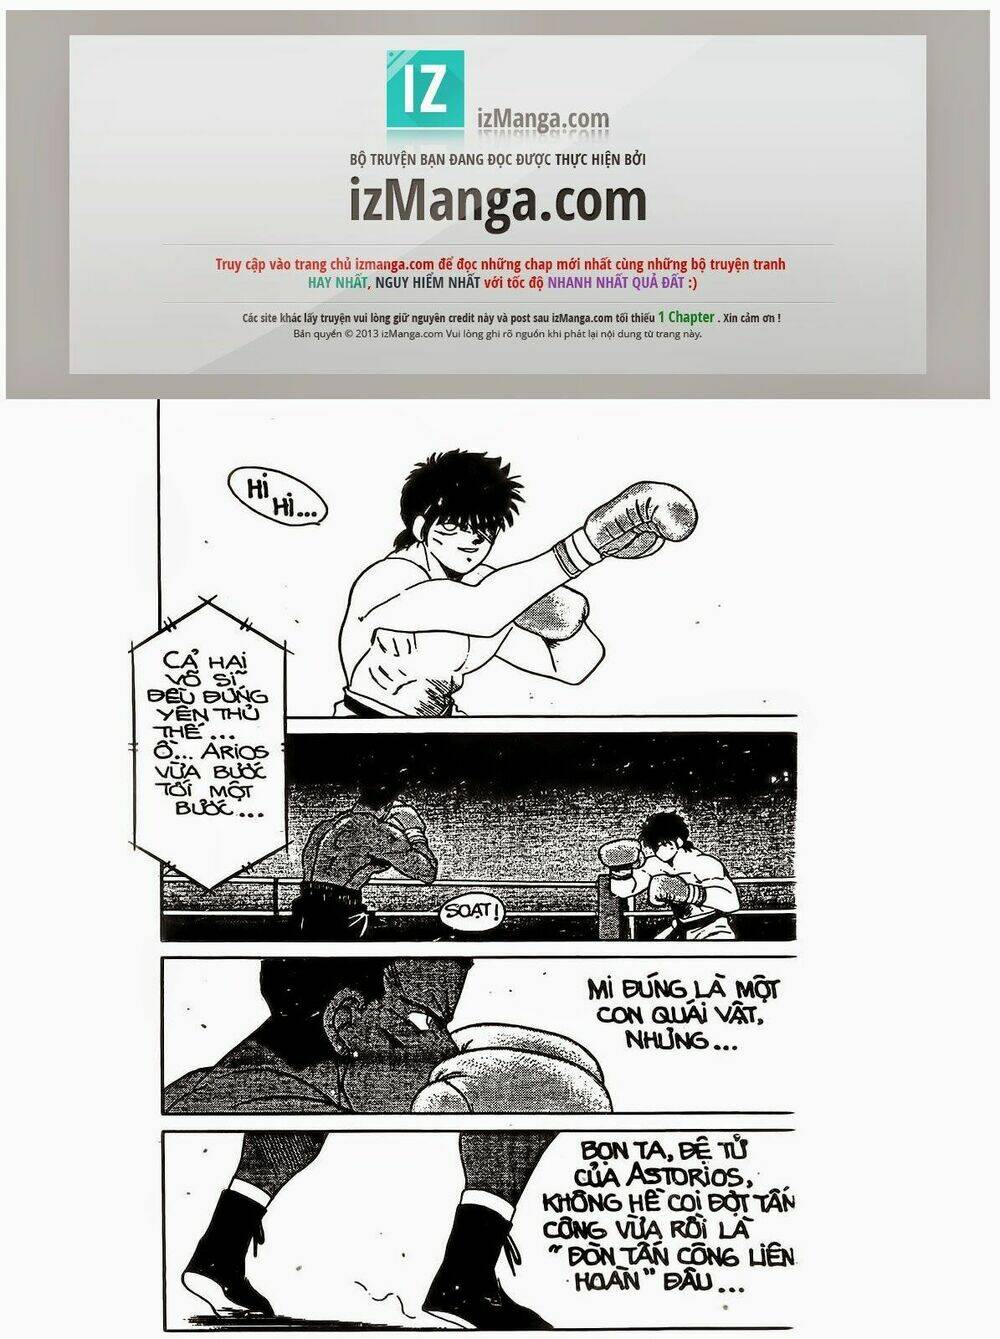 IZ
izManga.com
BỘ TRUYỆN BẠN ĐANG ĐỌC ĐƯỢC THỰC HIỆN BỞI
izManga.com
Truy cập vào trang chủ izmanga.com để đọc những chap mới nhất cùng những bộ truyện tranh
HAY NHẤT, NGUY HIỂM NHẤT với tốc độ NHANH NHẤT QUẢ ĐẤT :)
Các site khác lấy truyện vui lòng giữ nguyên credit này và post sau izManga.com tối thiểu 1 Chapter . Xin cảm ơn !
Bản quyền © 2013 izManga.com Vui lòng ghi rõ nguồn khi phát lại nội dung từ trang này.
HI
HI...
CẢ HAI
VÕ SĨ
ĐỀU ĐỨNG
YÊN THỦ
THẾ...
Ồ... ARIOS
VỪA BƯỚC
TỚI MỘT
BƯỚC...
SOẠT!
MI ĐÚNG LÀ MỘT
CON QUÁI VẬT,
NHƯNG...
BỌN TA, ĐỆ TỬ
CỦA ASTORIOS,
KHÔNG HỀ COI ĐỢT TẤN
CÔNG VỪA RỒI LÀ
"ĐÒN TẤN CÔNG LIÊN
HOÀN" ĐÂU...